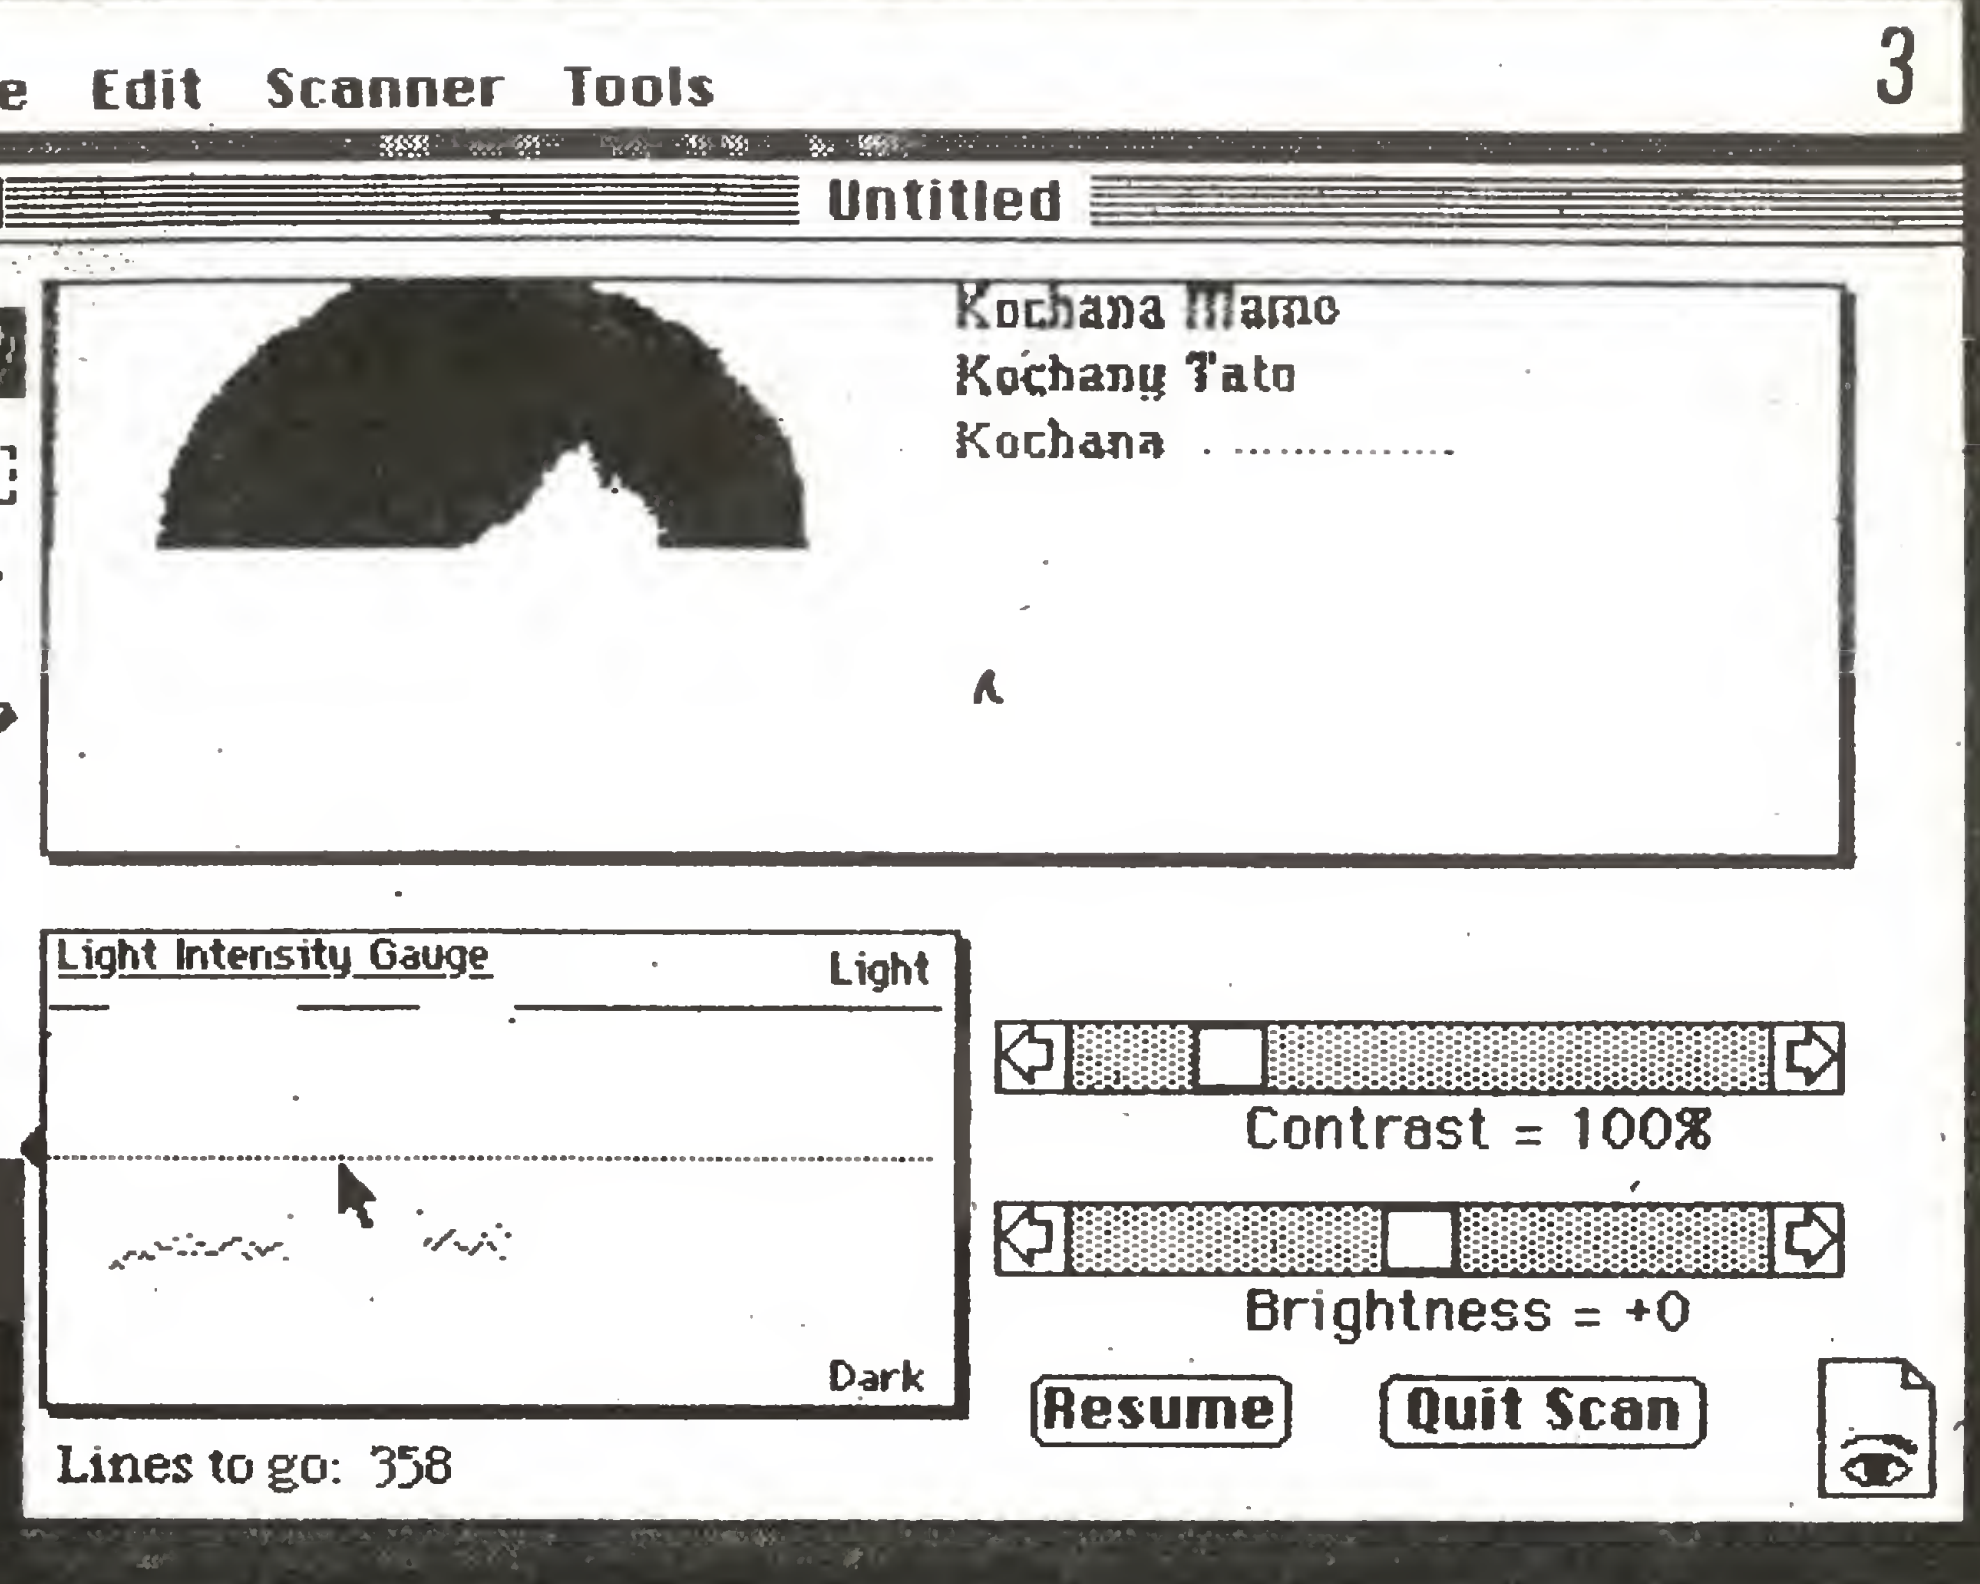 3
e Edit Scanner Tools
Untitled
Kochana Mamo
Kochany Tato
Kochana . ...............
Light Intensity Gauge
Light
Dark
Contrast = 100%
Brightness = +0
Resume
Quit Scan
Lines to go: 358